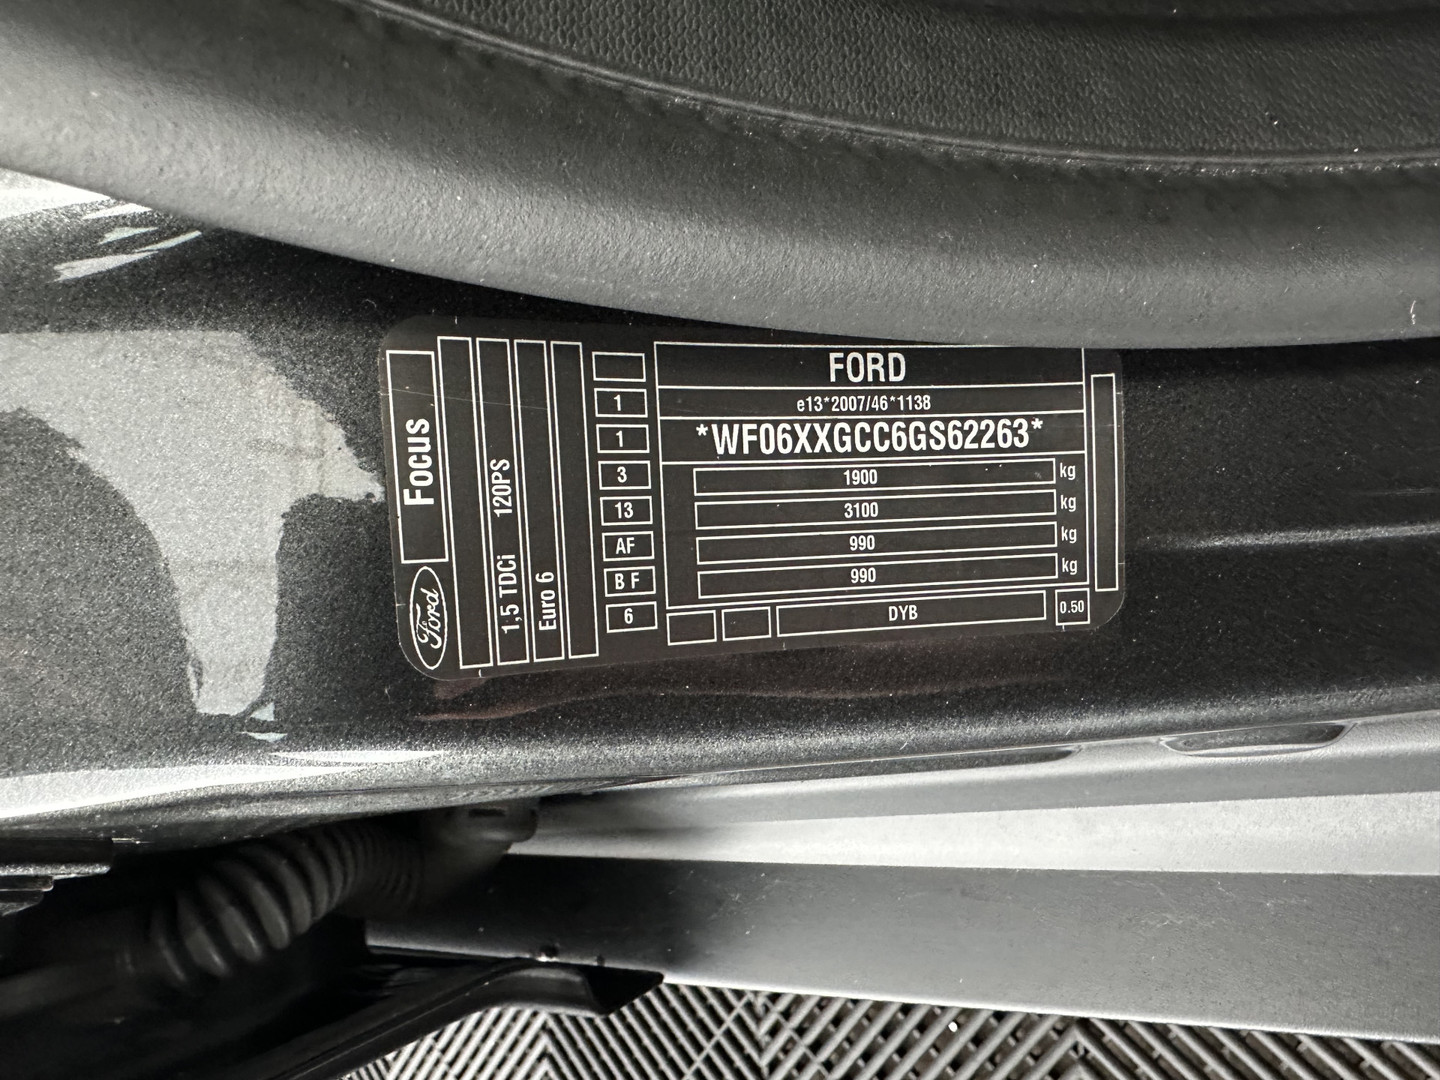 FORD
e13*2007/46*1138
*WF06XXGCC6GS62263*
1900 kg
3100 kg
990 kg
990 kg
DYB
0.50
1
1
3
13
AF
B F
6
Ford Focus
1,5 TDCi 120PS
Euro 6